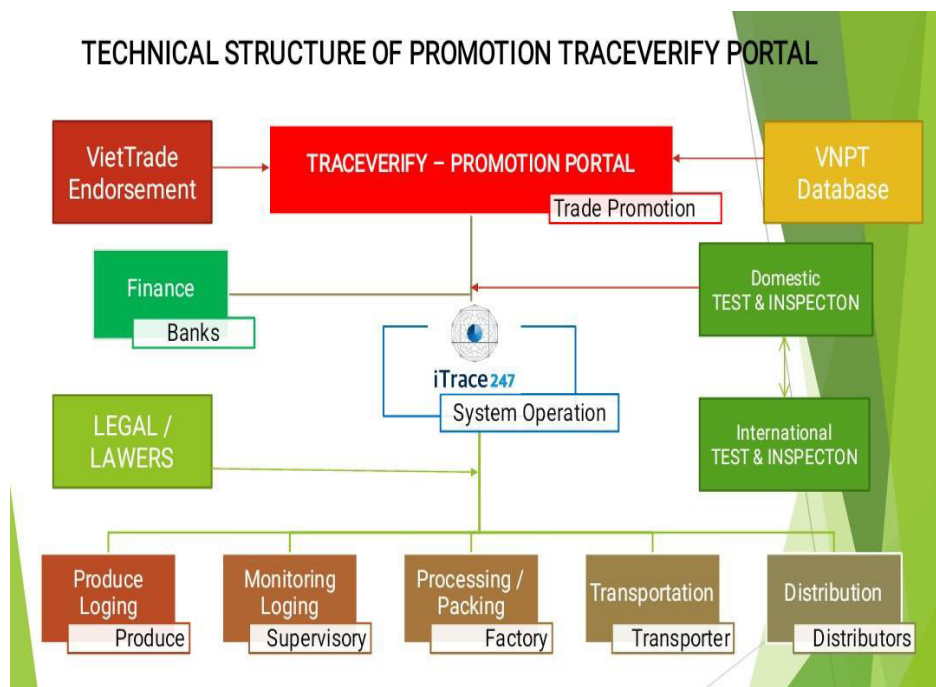 TECHNICAL STRUCTURE OF PROMOTION TRACEVERIFY PORTAL
VietTrade
Endorsement
TRACEVERIFY – PROMOTION PORTAL
Trade Promotion
VNPT
Database
Finance
Banks
Domestic
TEST & INSPECTON
iTrace247
System Operation
LEGAL /
LAWERS
International
TEST & INSPECTON
Produce
Loging
Produce
Monitoring
Loging
Supervisory
Processing /
Packing
Factory
Transportation
Transporter
Distribution
Distributors